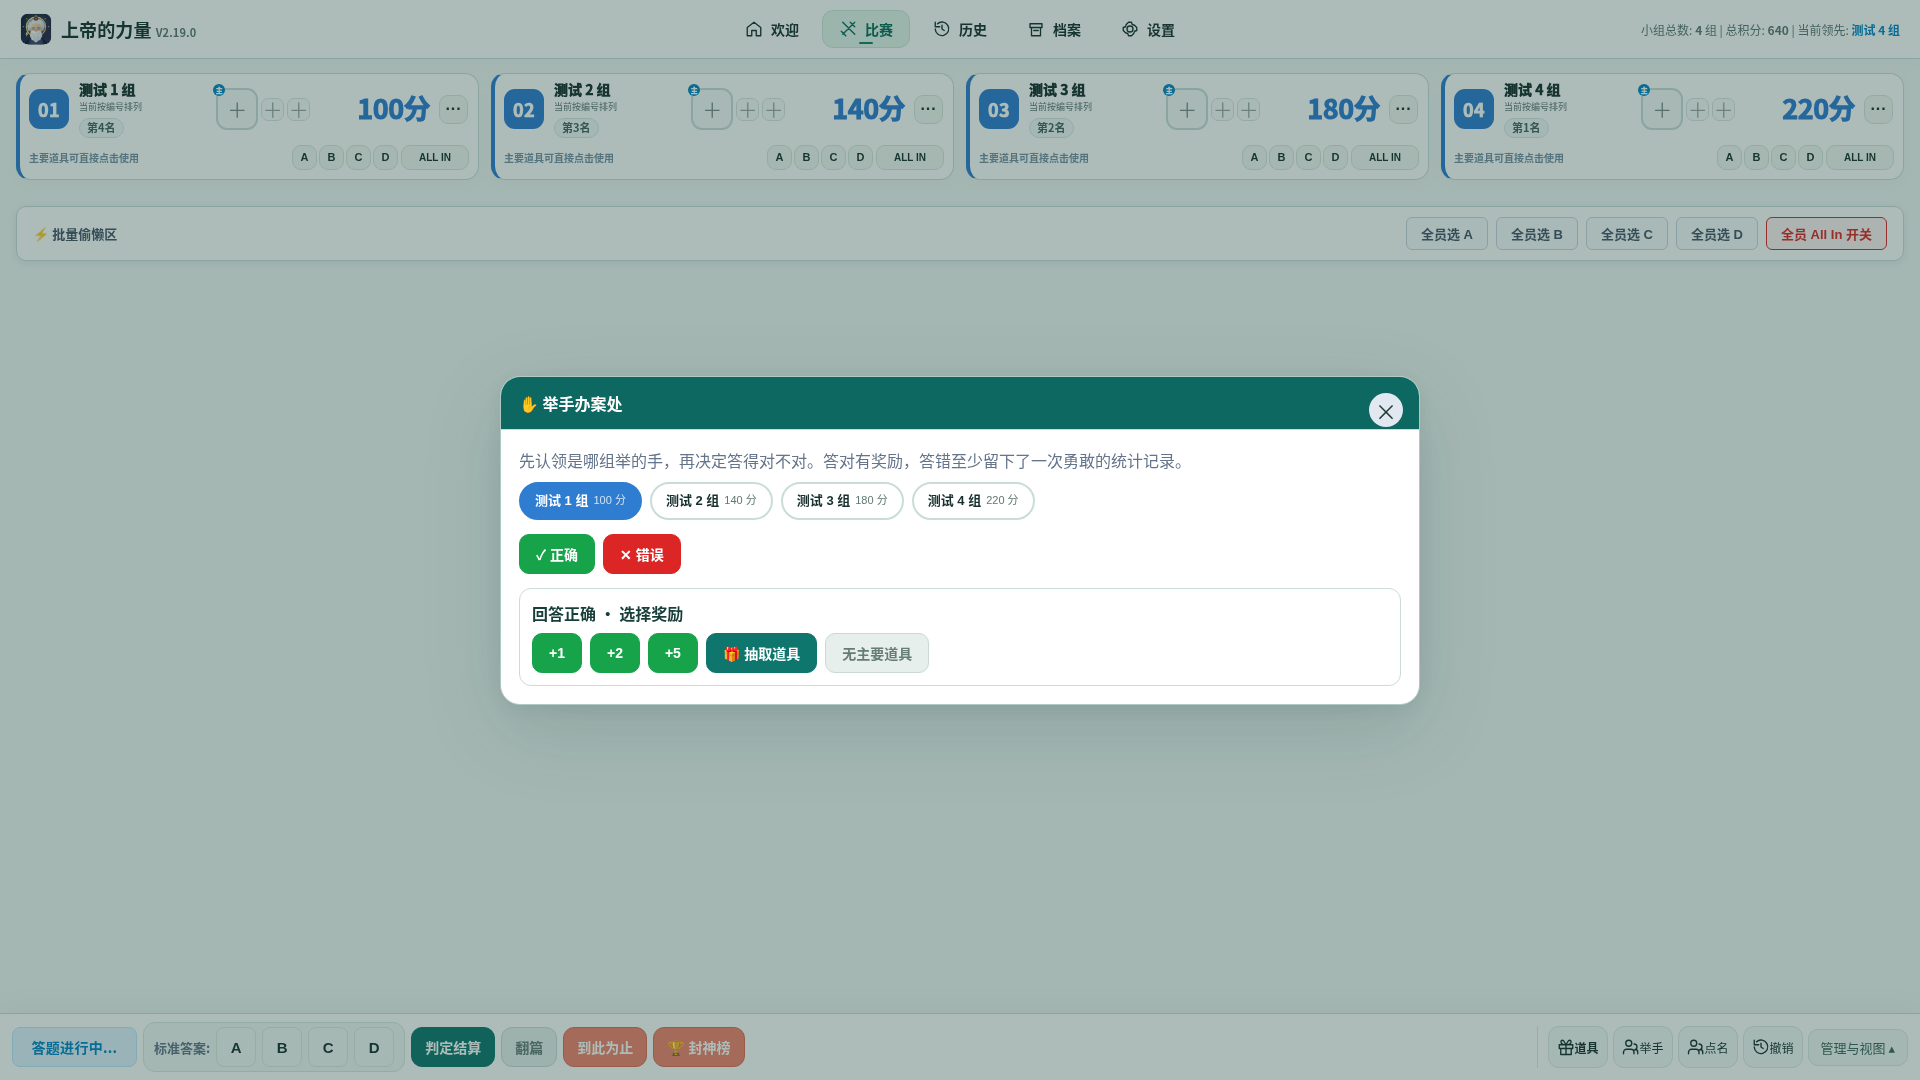 上帝的力量 V2.19.0
欢迎 比赛 历史 档案 设置
小组总数: 4 组 | 总积分: 640 | 当前领先: 测试 4 组
01 测试 1 组 当前按编号排列 第4名 主 100分 ...
主要道具可直接点击使用 A B C D ALL IN
02 测试 2 组 当前按编号排列 第3名 主 140分 ...
主要道具可直接点击使用 A B C D ALL IN
03 测试 3 组 当前按编号排列 第2名 主 180分 ...
主要道具可直接点击使用 A B C D ALL IN
04 测试 4 组 当前按编号排列 第1名 主 220分 ...
主要道具可直接点击使用 A B C D ALL IN
⚡ 批量偷懒区 全员选 A 全员选 B 全员选 C 全员选 D 全员 All In 开关
✋ 举手办案处
先认领是哪组举的手，再决定答得对不对。答对有奖励，答错至少留下了一次勇敢的统计记录。
测试 1 组 100 分 测试 2 组 140 分 测试 3 组 180 分 测试 4 组 220 分
✓ 正确 ✕ 错误
回答正确 · 选择奖励
+1 +2 +5 🎁 抽取道具 无主要道具
答题进行中... 标准答案: A B C D 判定结算 翻篇 到此为止 🏆 封神榜 道具 举手 点名 撤销 管理与视图 ▴